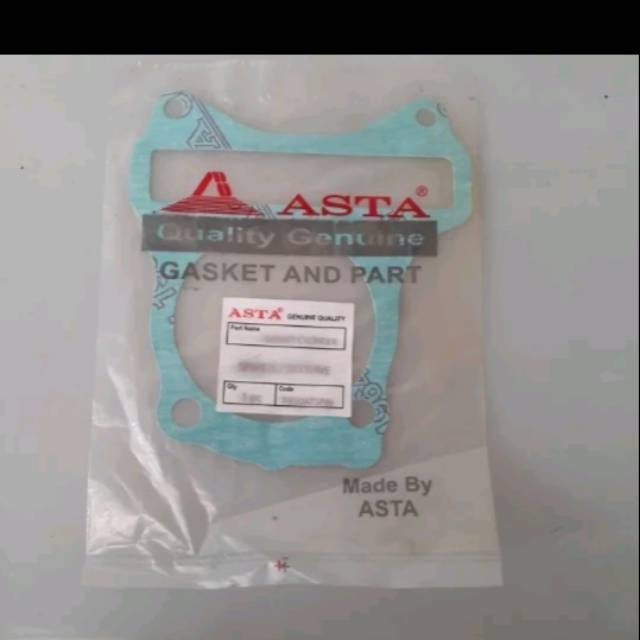 ASTA®
Quality Genuine
GASKET AND PART
ASTA® GENUINE QUALITY
Part Name
Qty
Code
Made By
ASTA